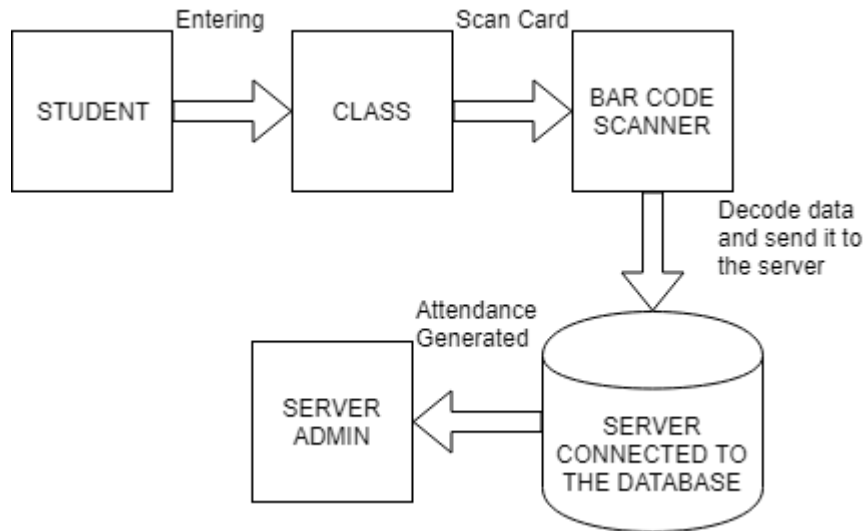 Entering
Scan Card
STUDENT
CLASS
BAR CODE
SCANNER
Decode data
and send it to
the server
Attendance
Generated
SERVER
ADMIN
SERVER
CONNECTED TO
THE DATABASE